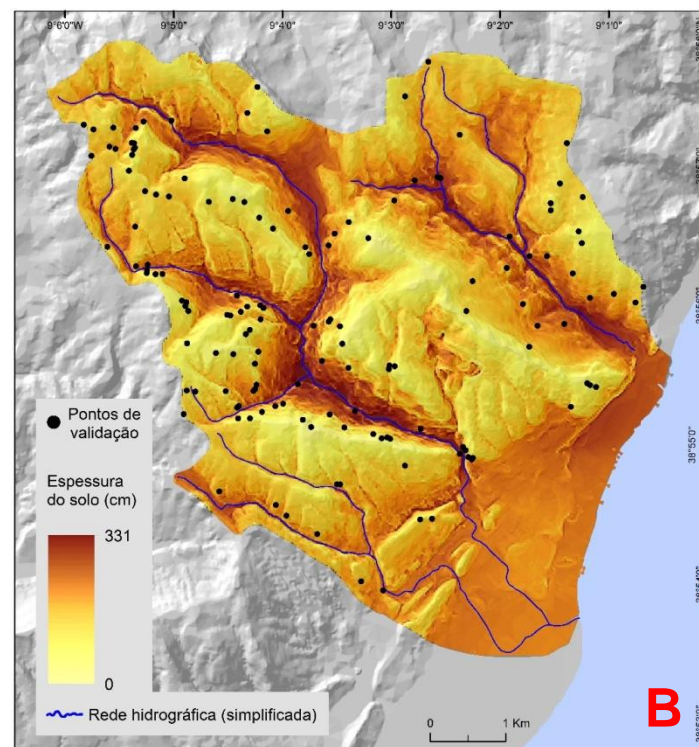 9°6'0"W 9°5'0" 9°4'0" 9°3'0" 9°2'0" 9°1'0"
38°55'0"
Pontos de
validação
Espessura
do solo (cm)
331
0
Rede hidrográfica (simplificada)
0 1 Km
B